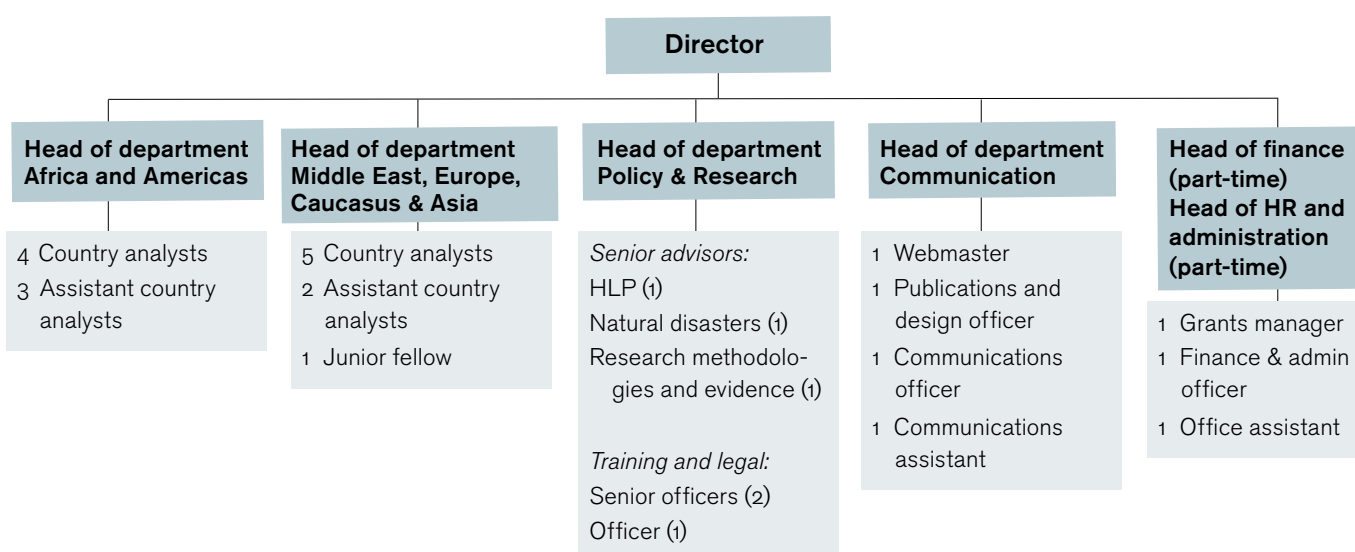 Director
Head of department
Africa and Americas
4 Country analysts
3 Assistant country
analysts
Head of department
Middle East, Europe,
Caucasus & Asia
5 Country analysts
2 Assistant country
analysts
1 Junior fellow
Head of department
Policy & Research
Senior advisors:
HLP (1)
Natural disasters (1)
Research methodolo-
gies and evidence (1)
Training and legal:
Senior officers (2)
Officer (1)
Head of department
Communication
1 Webmaster
1 Publications and
design officer
1 Communications
officer
1 Communications
assistant
Head of finance
(part-time)
Head of HR and
administration
(part-time)
1 Grants manager
1 Finance & admin
officer
1 Office assistant